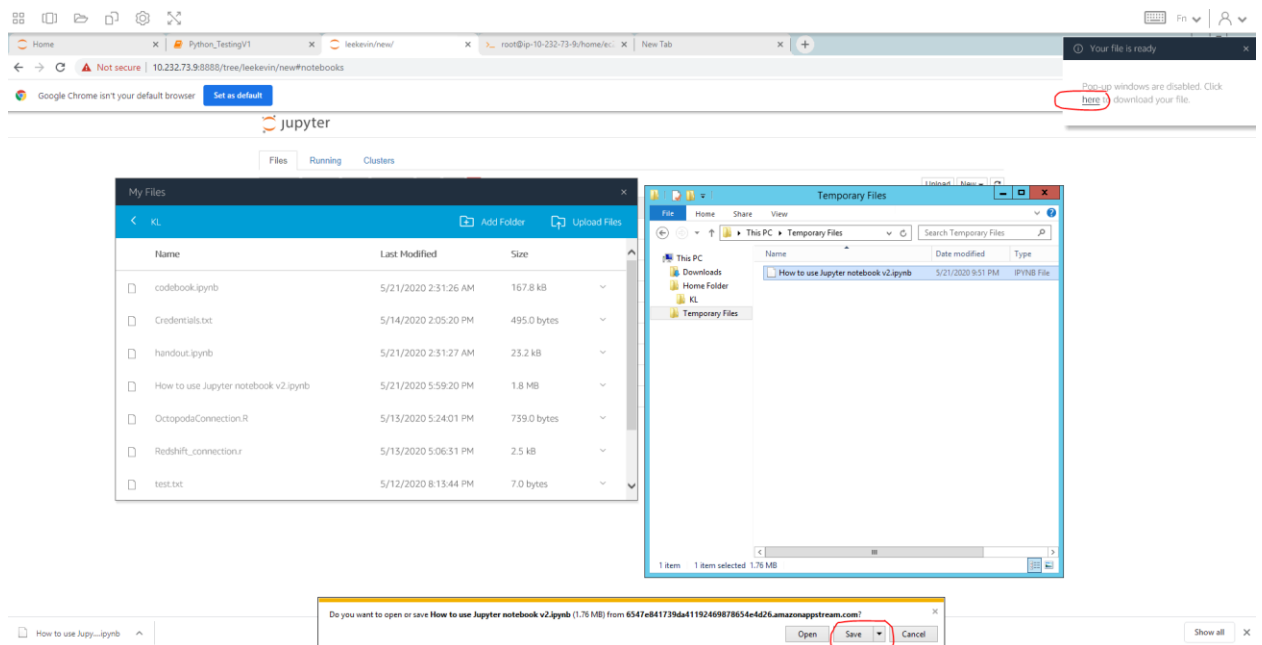 Fn
Home
Python_TestingV1
leekevin/new/
root@ip-10-232-73-9:/home/ec
New Tab
Your file is ready
Not secure
10.232.73.9:8888/tree/leekevin/new#notebooks
Pop-up windows are disabled. Click
here to download your file.
Google Chrome isn't your default browser
Set as default
jupyter
Files Running Clusters
Upload New
My Files
KL
Add Folder
Upload Files
Name Last Modified Size
codebook.ipynb 5/21/2020 2:31:26 AM 167.8 kB
Credentials.txt 5/14/2020 2:05:20 PM 495.0 bytes
handout.ipynb 5/21/2020 2:31:27 AM 23.2 kB
How to use Jupyter notebook v2.ipynb 5/21/2020 5:59:20 PM 1.8 MB
OctopodaConnection.R 5/13/2020 5:24:01 PM 739.0 bytes
Redshift_connection.r 5/13/2020 5:06:31 PM 2.5 kB
test.txt 5/12/2020 8:13:44 PM 7.0 bytes
Temporary Files
File Home Share View
This PC Temporary Files
Search Temporary Files
This PC
Downloads
Home Folder
KL
Temporary Files
Name Date modified Type
How to use Jupyter notebook v2.ipynb 5/21/2020 9:51 PM IPYNB File
1 item 1 item selected 1.76 MB
Do you want to open or save How to use Jupyter notebook v2.ipynb (1.76 MB) from 6547e841739da41192469878654e4d26.amazonappstream.com?
Open Save Cancel
How to use Jupy....ipynb
Show all